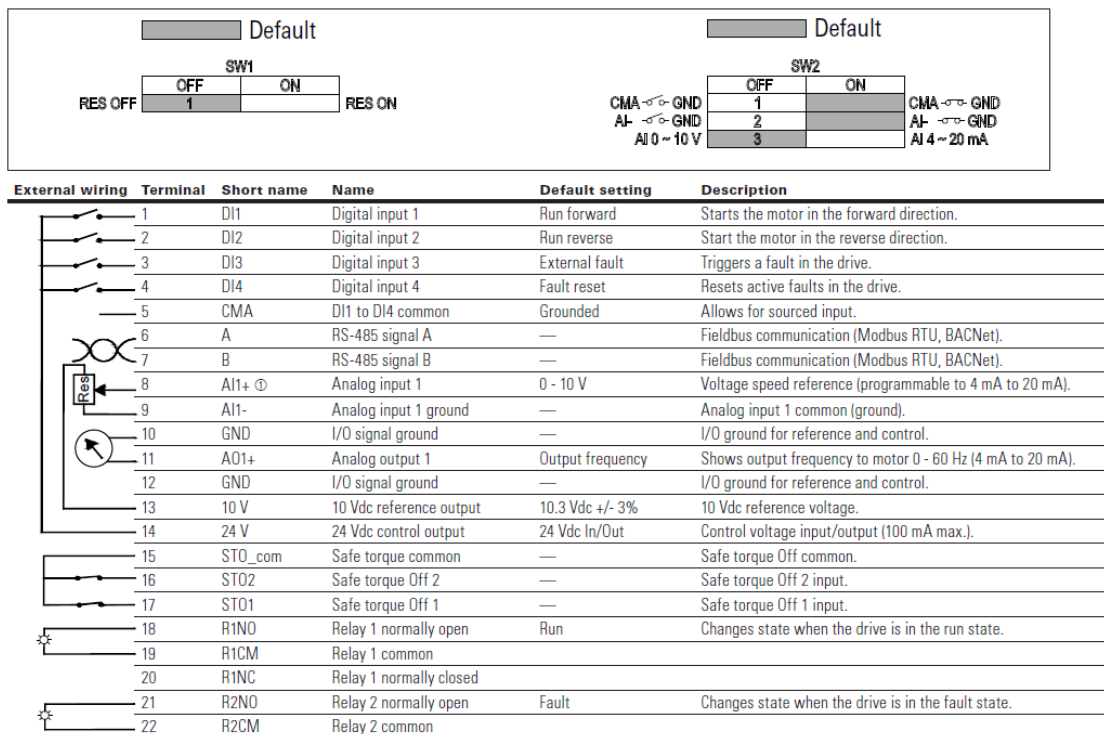 Default
Default
SW1
SW2
OFF ON
OFF ON
RES OFF 1 RES ON
CMA GND 1 CMA GND
AI- GND 2 AI- GND
AI 0 ~ 10 V 3 AI 4 ~ 20 mA
External wiring Terminal Short name Name Default setting Description
1 DI1 Digital input 1 Run forward Starts the motor in the forward direction.
2 DI2 Digital input 2 Run reverse Start the motor in the reverse direction.
3 DI3 Digital input 3 External fault Triggers a fault in the drive.
4 DI4 Digital input 4 Fault reset Resets active faults in the drive.
5 CMA DI1 to DI4 common Grounded Allows for sourced input.
6 A RS-485 signal A — Fieldbus communication (Modbus RTU, BACNet).
7 B RS-485 signal B — Fieldbus communication (Modbus RTU, BACNet).
Res 8 AI1+ ① Analog input 1 0 - 10 V Voltage speed reference (programmable to 4 mA to 20 mA).
9 AI1- Analog input 1 ground — Analog input 1 common (ground).
10 GND I/O signal ground — I/O ground for reference and control.
11 AO1+ Analog output 1 Output frequency Shows output frequency to motor 0 - 60 Hz (4 mA to 20 mA).
12 GND I/O signal ground — I/O ground for reference and control.
13 10 V 10 Vdc reference output 10.3 Vdc +/- 3% 10 Vdc reference voltage.
14 24 V 24 Vdc control output 24 Vdc In/Out Control voltage input/output (100 mA max.).
15 STO_com Safe torque common — Safe torque Off common.
16 STO2 Safe torque Off 2 — Safe torque Off 2 input.
17 STO1 Safe torque Off 1 — Safe torque Off 1 input.
18 R1NO Relay 1 normally open Run Changes state when the drive is in the run state.
19 R1CM Relay 1 common
20 R1NC Relay 1 normally closed
21 R2NO Relay 2 normally open Fault Changes state when the drive is in the fault state.
22 R2CM Relay 2 common